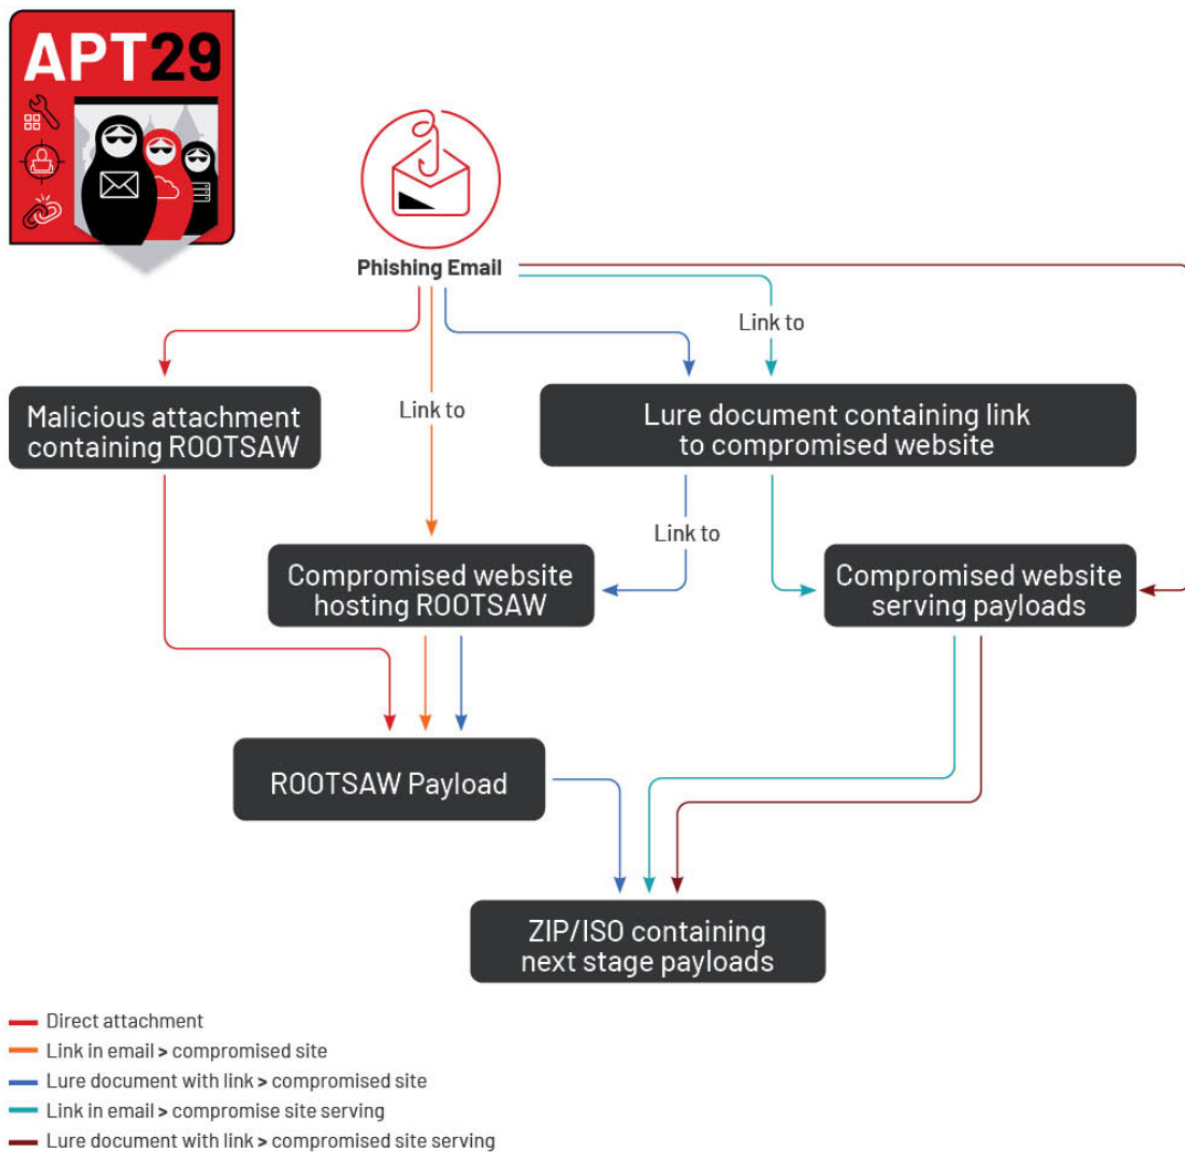 APT29
Phishing Email
Link to
Link to
Malicious attachment
containing ROOTSAW
Lure document containing link
to compromised website
Link to
Compromised website
hosting ROOTSAW
Compromised website
serving payloads
ROOTSAW Payload
ZIP/ISO containing
next stage payloads
Direct attachment
Link in email > compromised site
Lure document with link > compromised site
Link in email > compromise site serving
Lure document with link > compromised site serving